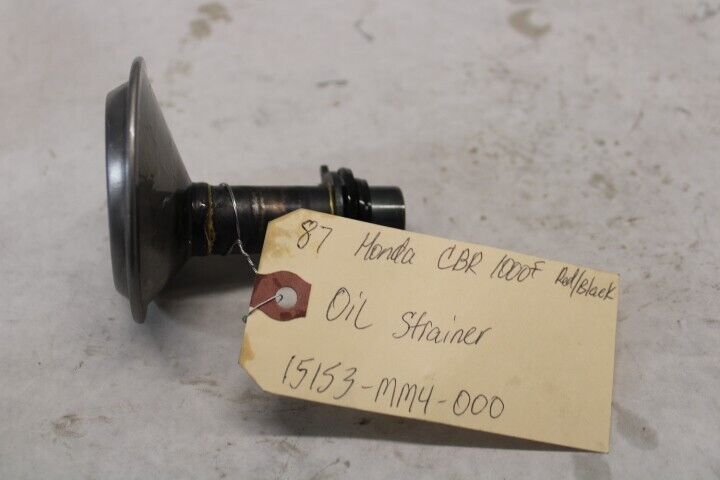 87 Honda CBR 1000F Red/Black
Oil Strainer
15153-MM4-000